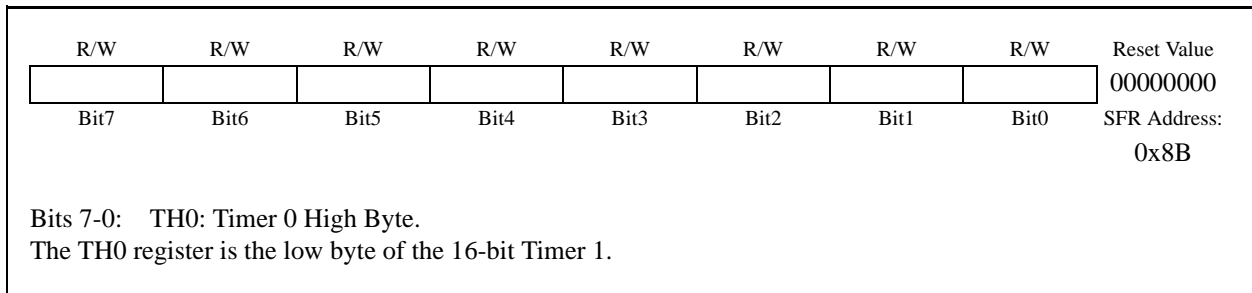 R/W R/W R/W R/W R/W R/W R/W R/W Reset Value
00000000
Bit7 Bit6 Bit5 Bit4 Bit3 Bit2 Bit1 Bit0 SFR Address:
0x8B
Bits 7-0: TH0: Timer 0 High Byte.
The TH0 register is the low byte of the 16-bit Timer 1.